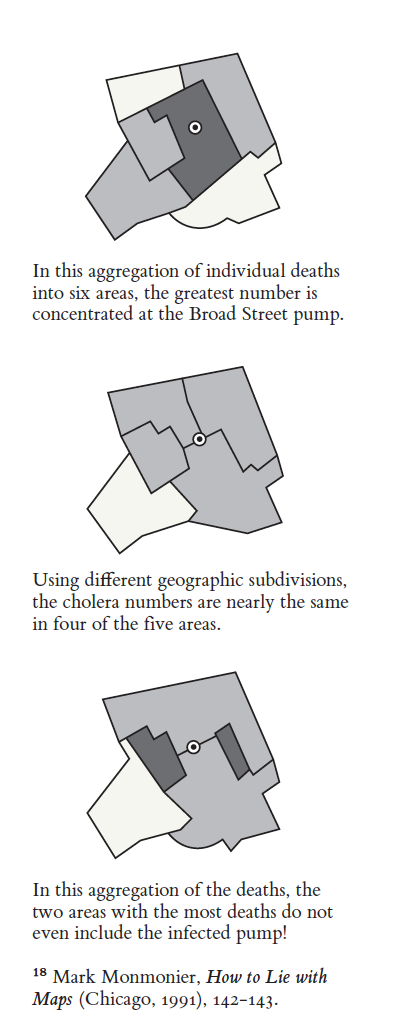 In this aggregation of individual deaths
into six areas, the greatest number is
concentrated at the Broad Street pump.
Using different geographic subdivisions,
the cholera numbers are nearly the same
in four of the five areas.
In this aggregation of the deaths, the
two areas with the most deaths do not
even include the infected pump!
18 Mark Monmonier, How to Lie with
Maps (Chicago, 1991), 142-143.